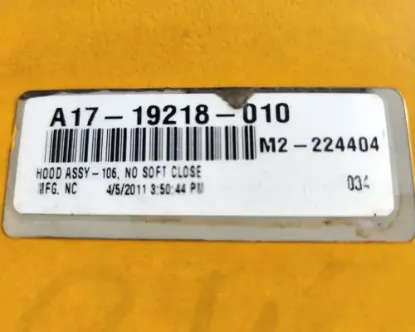 A17-19218-010
M2-224404
HOOD ASSY-106, NO SOFT CLOSE
MFG. NC 4/5/2011 3:50:44 PM 034